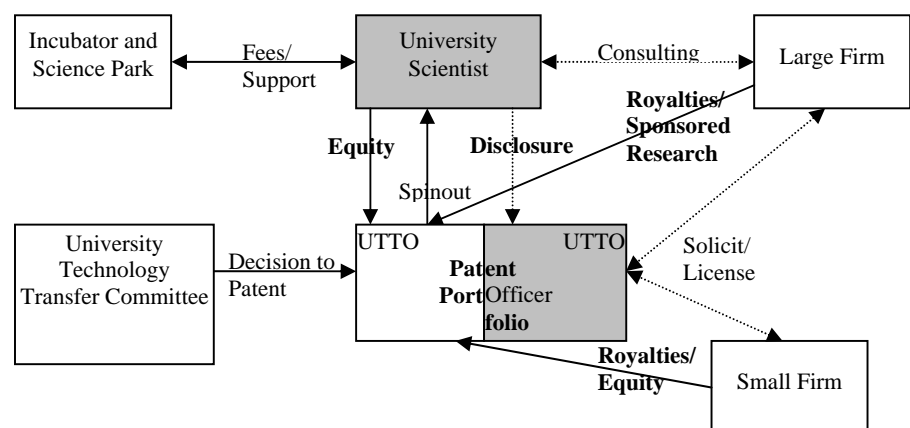 Incubator and
Science Park
Fees/
Support
University
Scientist
Consulting
Large Firm
Equity
Spinout
Disclosure
Royalties/
Sponsored
Research
University
Technology
Transfer Committee
Decision to
Patent
UTTO
UTTO
Patent
Port
Officer
folio
Solicit/
License
Royalties/
Equity
Small Firm